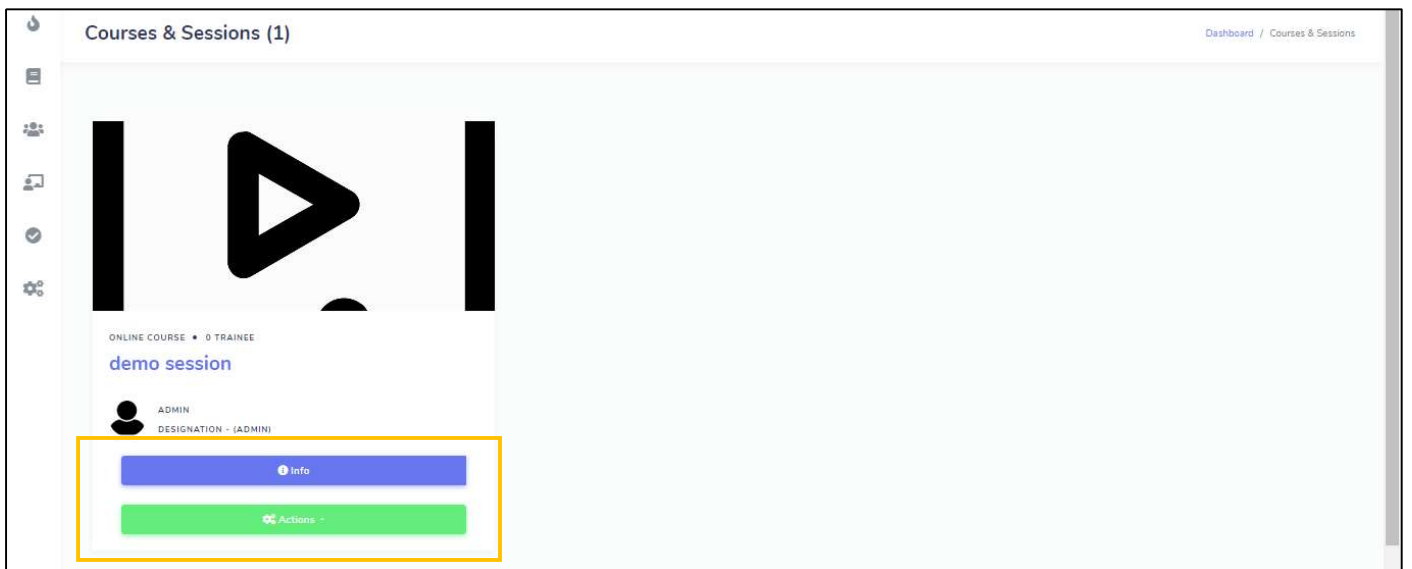 Courses & Sessions (1)
Dashboard / Courses & Sessions
ONLINE COURSE • 0 TRAINEE
demo session
ADMIN
DESIGNATION - (ADMIN)
Info
Actions -